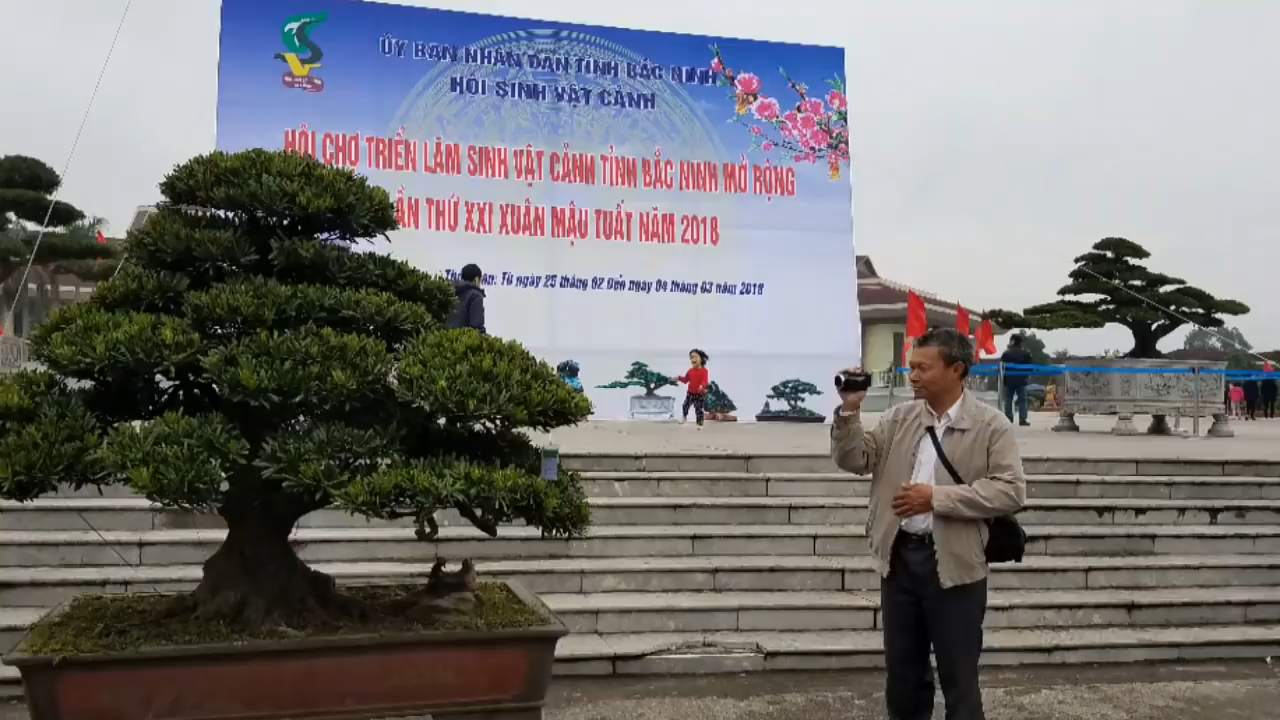 ỦY BAN NHÂN DÂN TỈNH BẮC NINH
HỘI SINH VẬT CẢNH
HỘI CHỢ TRIỂN LÃM SINH VẬT CẢNH TỈNH BẮC NINH MỞ RỘNG
THỨ XXI XUÂN MẬU TUẤT NĂM 2018
Từ ngày 25 tháng 02 Đến ngày 04 tháng 03 năm 2018